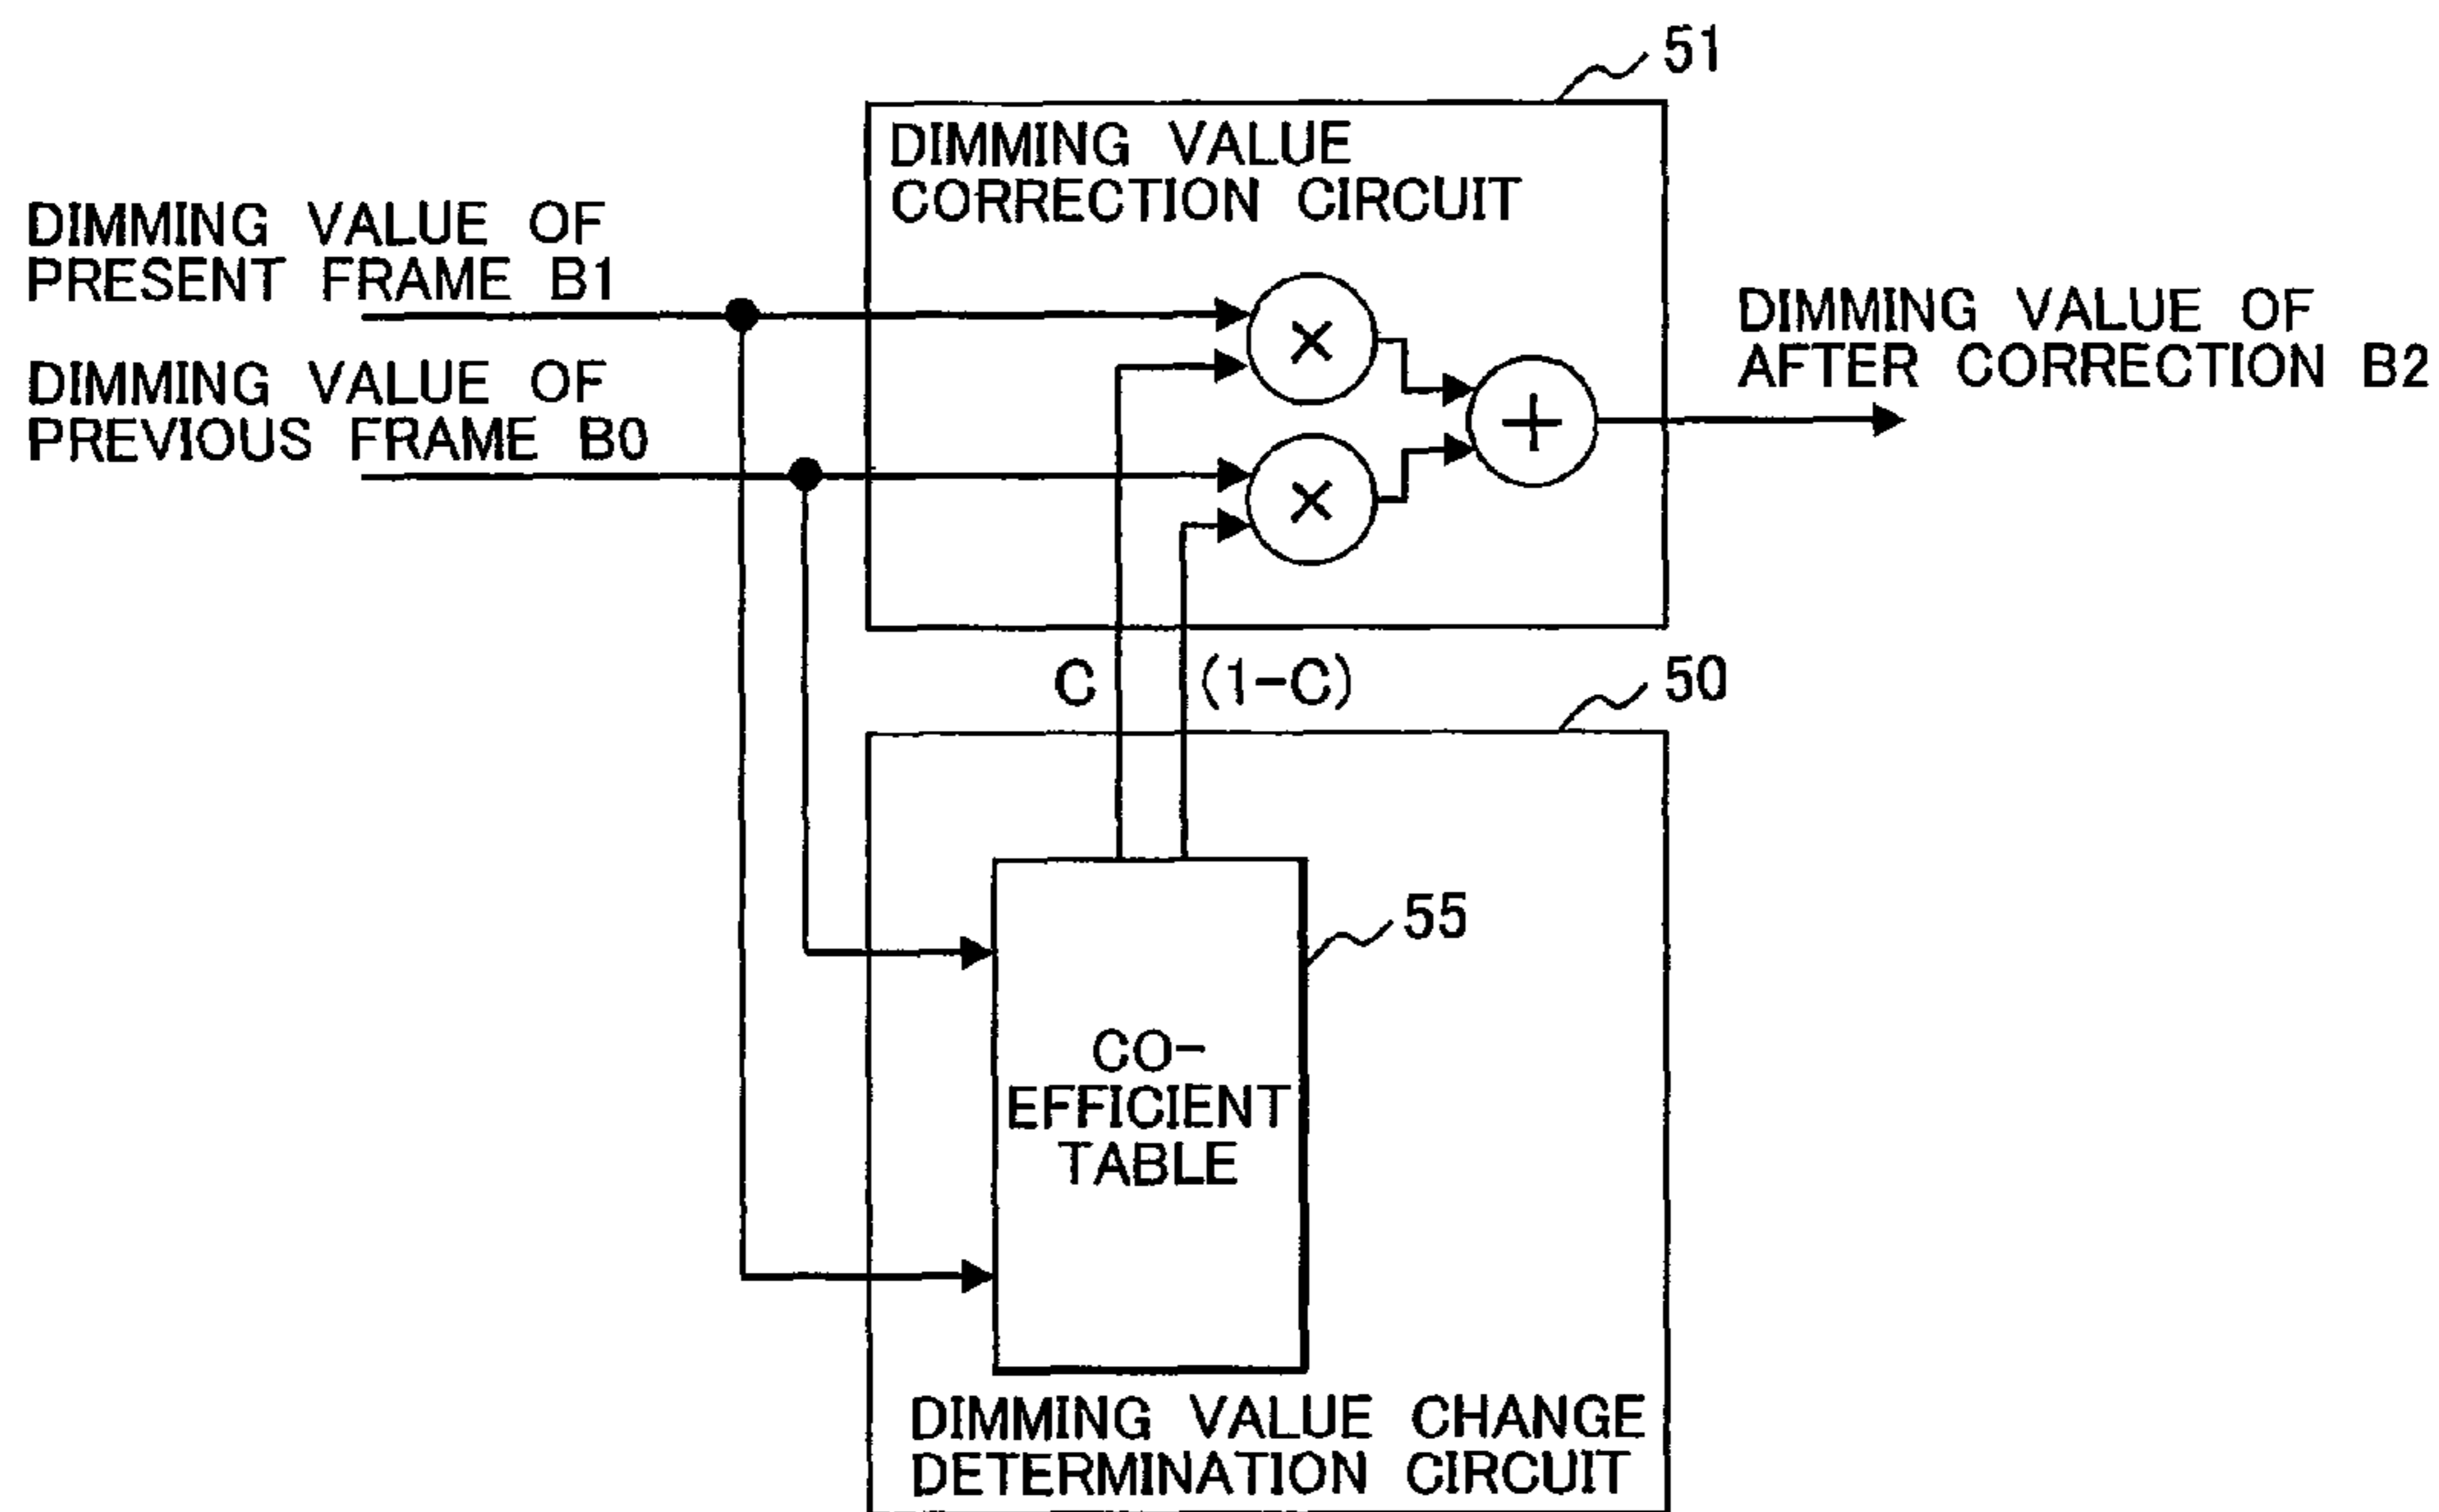 51
DIMMING VALUE
CORRECTION CIRCUIT
DIMMING VALUE OF
PRESENT FRAME B1
DIMMING VALUE OF
AFTER CORRECTION B2
DIMMING VALUE OF
PREVIOUS FRAME B0
×
+
×
C
(1-C)
50
55
CO-
EFFICIENT
TABLE
DIMMING VALUE CHANGE
DETERMINATION CIRCUIT